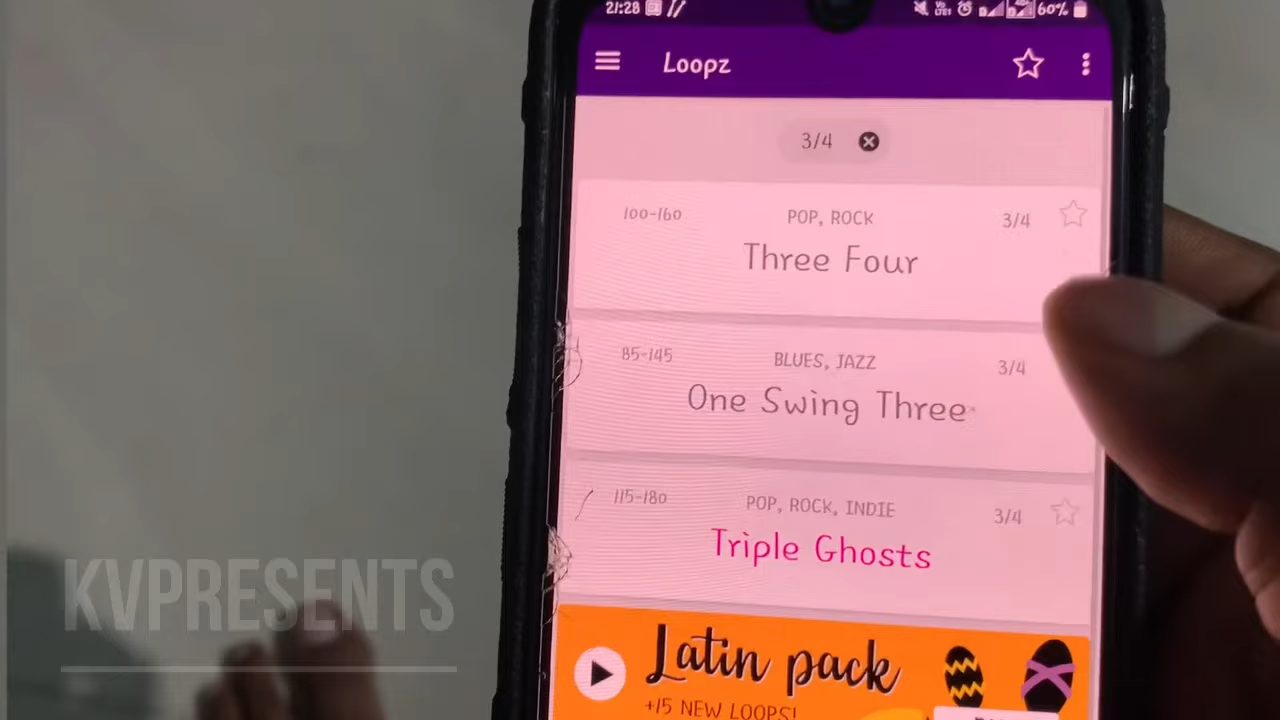 21:28
60%
Loopz
3/4
100-160 POP, ROCK 3/4
Three Four
85-145 BLUES, JAZZ 3/4
One Swing Three
115-180 POP, ROCK, INDIE 3/4
Triple Ghosts
Latin pack
+15 NEW LOOPS!
KVPRESENTS